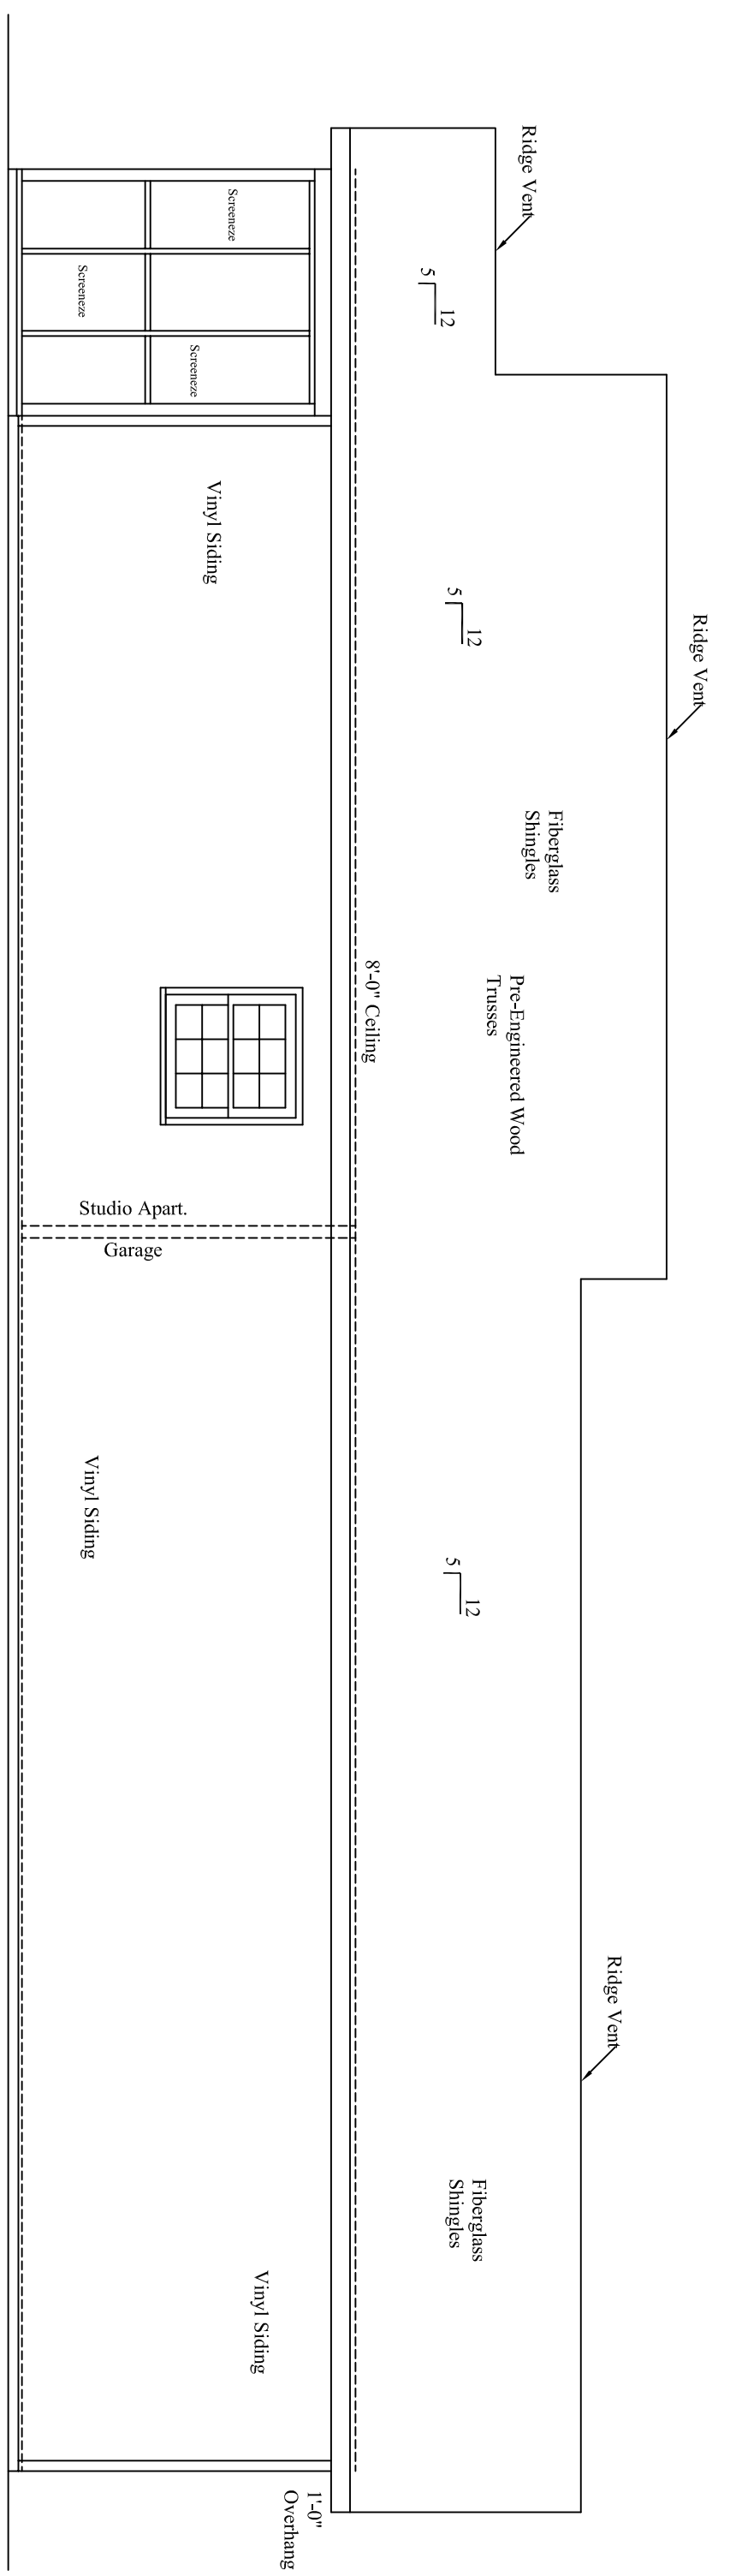 Ridge Vent
5
12
Screeneze
Screeneze
Screeneze
Vinyl Siding
5
12
Ridge Vent
Fiberglass
Shingles
8'-0" Ceiling
Pre-Engineered Wood
Trusses
Studio Apart.
Garage
Vinyl Siding
5
12
Ridge Vent
Fiberglass
Shingles
Vinyl Siding
1'-0"
Overhang